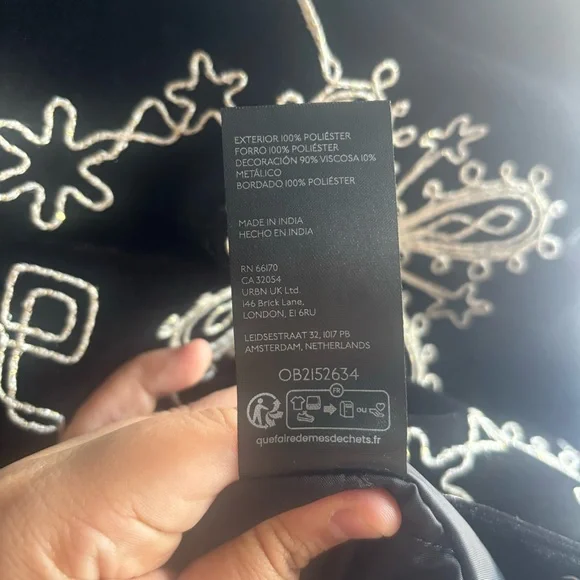 EXTERIOR 100% POLIÉSTER
FORRO 100% POLIÉSTER
DECORACIÓN 90% VISCOSA 10%
METÁLICO
BORDADO 100% POLIÉSTER
MADE IN INDIA
HECHO EN INDIA
RN 66170
CA 32054
URBN UK Ltd.
146 Brick Lane,
LONDON, E1 6RU
LEIDSESTRAAT 32, 1017 PB
AMSTERDAM, NETHERLANDS
OB2152634
FR
OU
quefairedemesdechets.fr